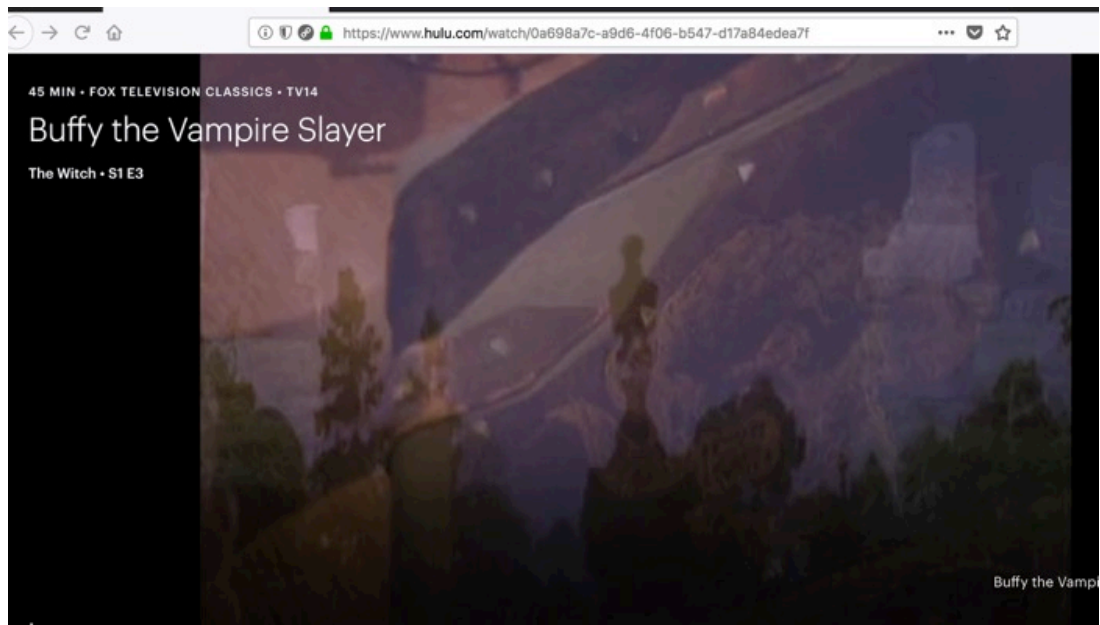 https://www.hulu.com/watch/0a698a7c-a9d6-4f06-b547-d17a84edea7f
45 MIN • FOX TELEVISION CLASSICS • TV14
Buffy the Vampire Slayer
The Witch • S1 E3
Buffy the Vampi